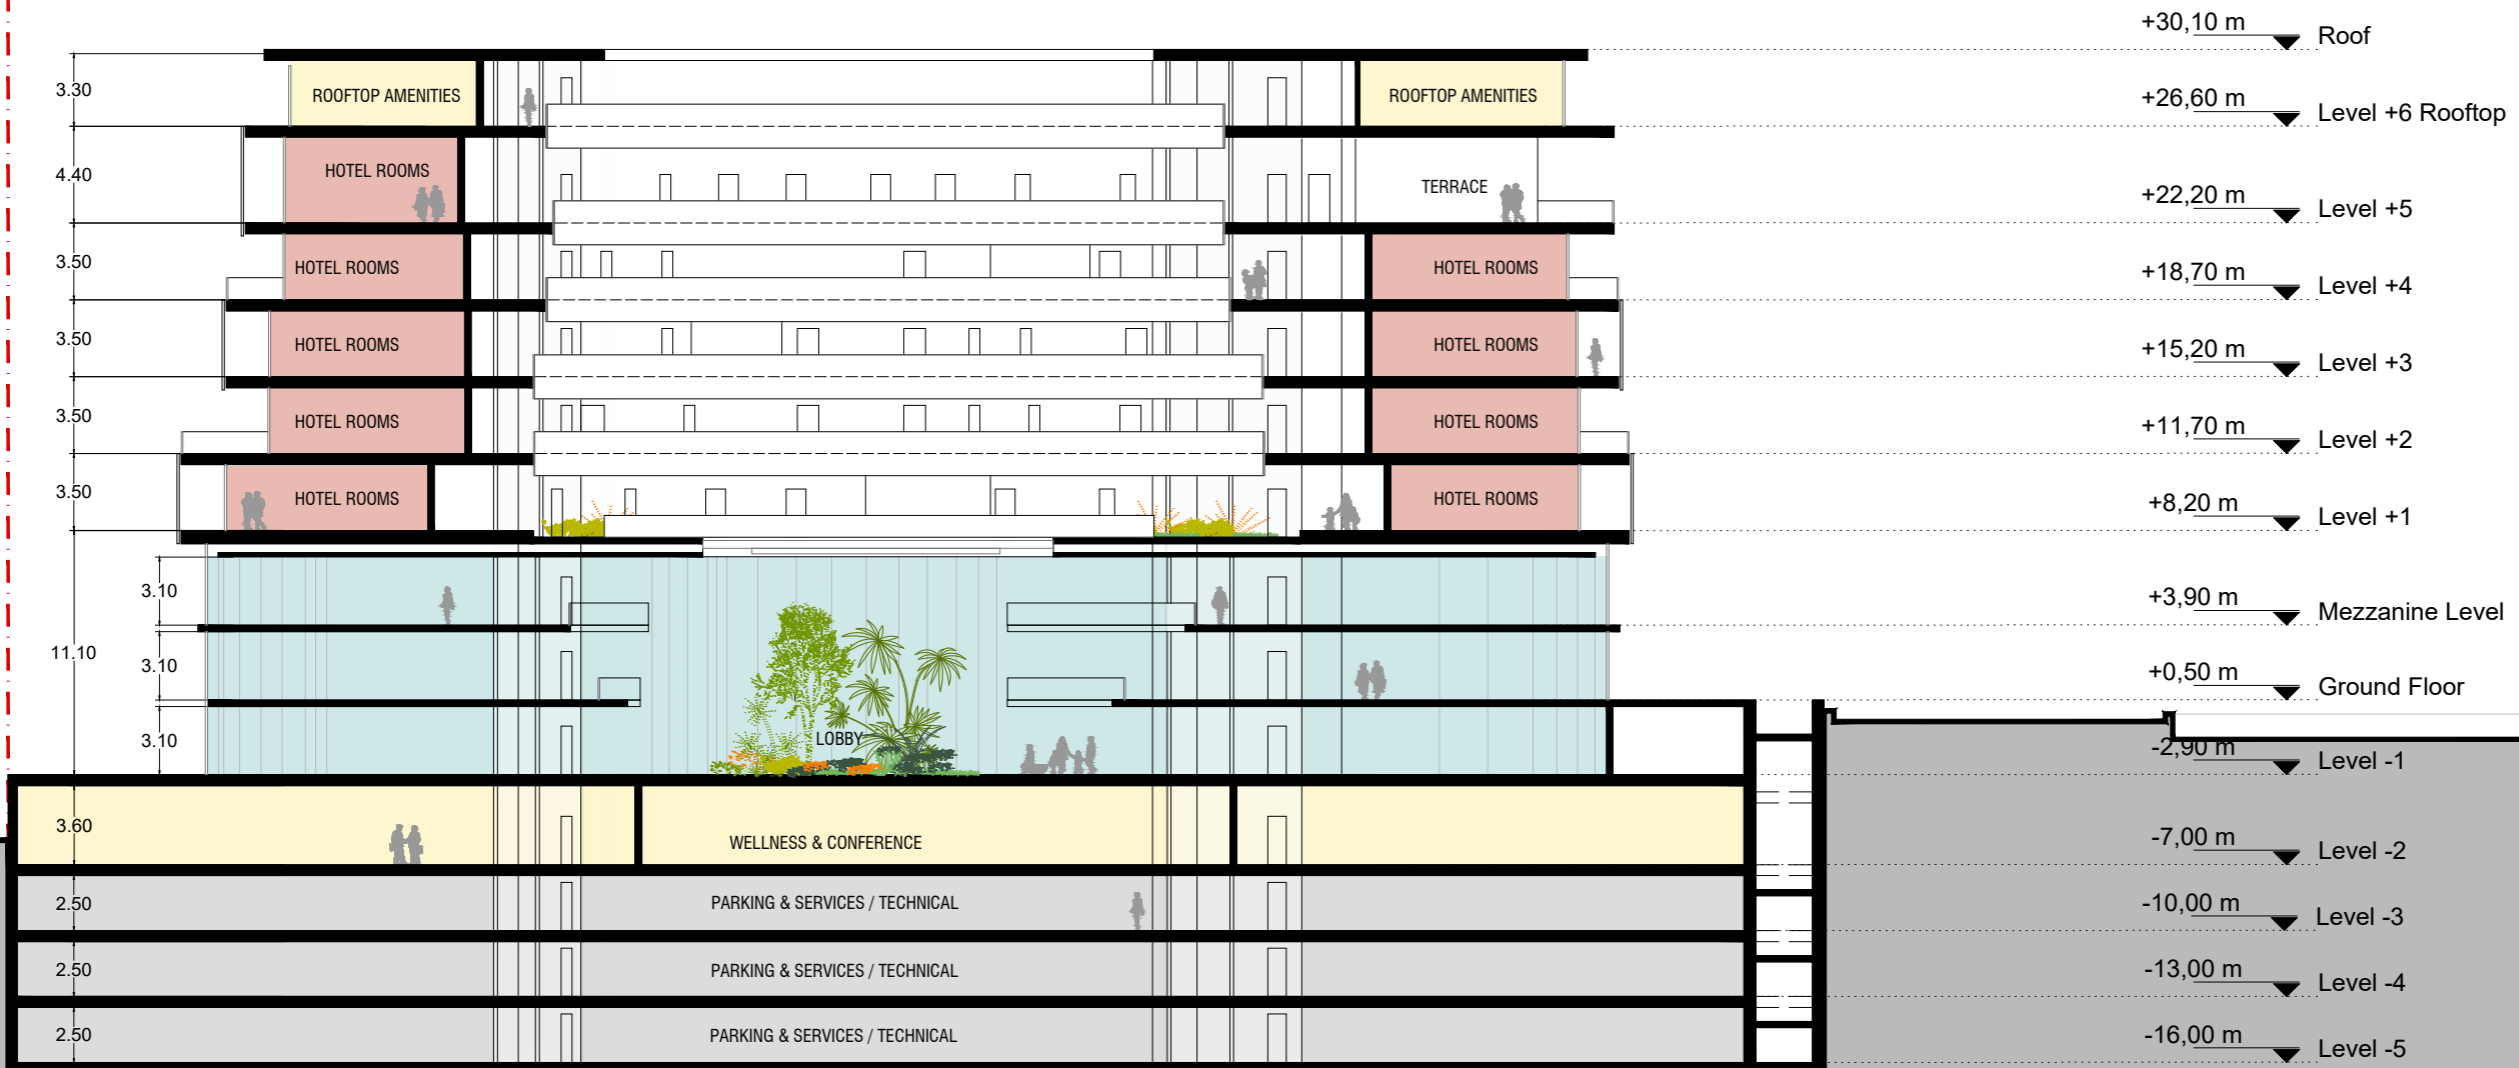 +30,10 m Roof
3.30 ROOFTOP AMENITIES ROOFTOP AMENITIES +26,60 m Level +6 Rooftop
4.40 HOTEL ROOMS TERRACE +22,20 m Level +5
3.50 HOTEL ROOMS HOTEL ROOMS +18,70 m Level +4
3.50 HOTEL ROOMS HOTEL ROOMS +15,20 m Level +3
3.50 HOTEL ROOMS HOTEL ROOMS +11,70 m Level +2
3.50 HOTEL ROOMS HOTEL ROOMS +8,20 m Level +1
3.10 +3,90 m Mezzanine Level
11.10 3.10 +0,50 m Ground Floor
3.10 LOBBY -2,90 m Level -1
3.60 WELLNESS & CONFERENCE -7,00 m Level -2
2.50 PARKING & SERVICES / TECHNICAL -10,00 m Level -3
2.50 PARKING & SERVICES / TECHNICAL -13,00 m Level -4
2.50 PARKING & SERVICES / TECHNICAL -16,00 m Level -5